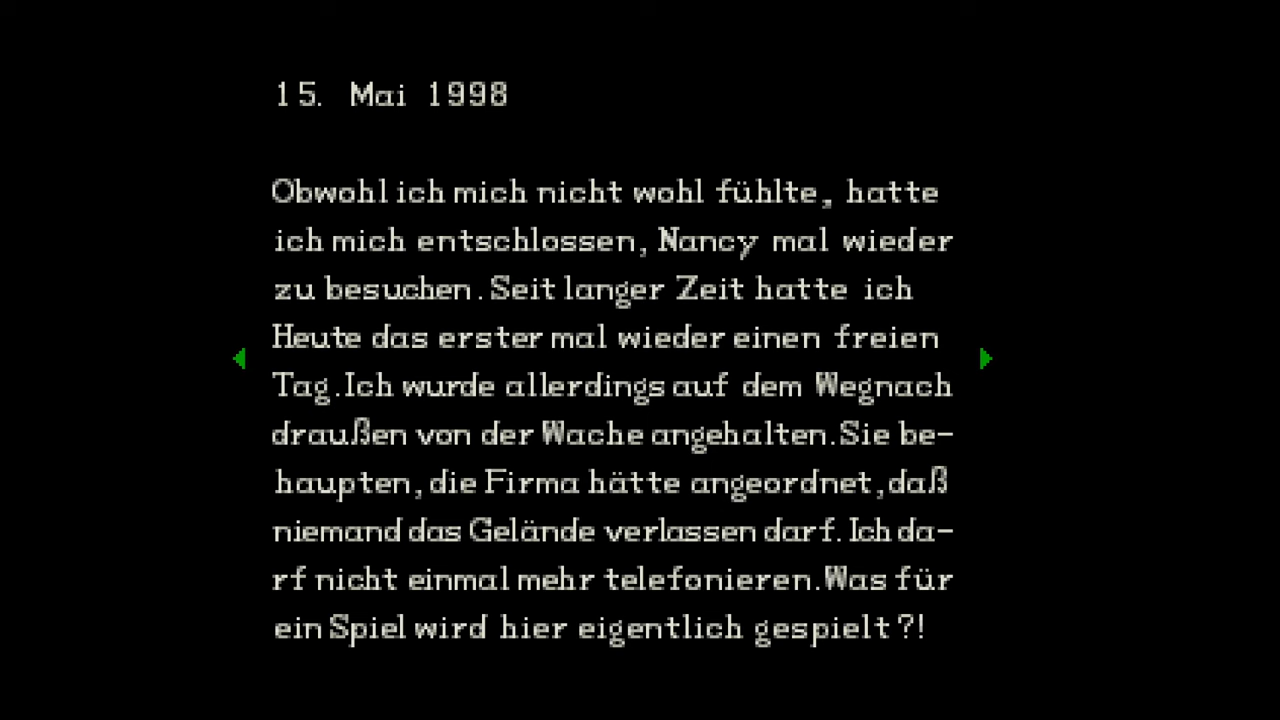 15. Mai 1998
Obwohl ich mich nicht wohl fühlte, hatte
ich mich entschlossen, Nancy mal wieder
zu besuchen. Seit langer Zeit hatte ich
Heute das erster mal wieder einen freien
Tag. Ich wurde allerdings auf dem Weg nach
draußen von der Wache angehalten. Sie be-
haupten, die Firma hätte angeordnet, daß
niemand das Gelände verlassen darf. Ich da-
rf nicht einmal mehr telefonieren. Was für
ein Spiel wird hier eigentlich gespielt?!